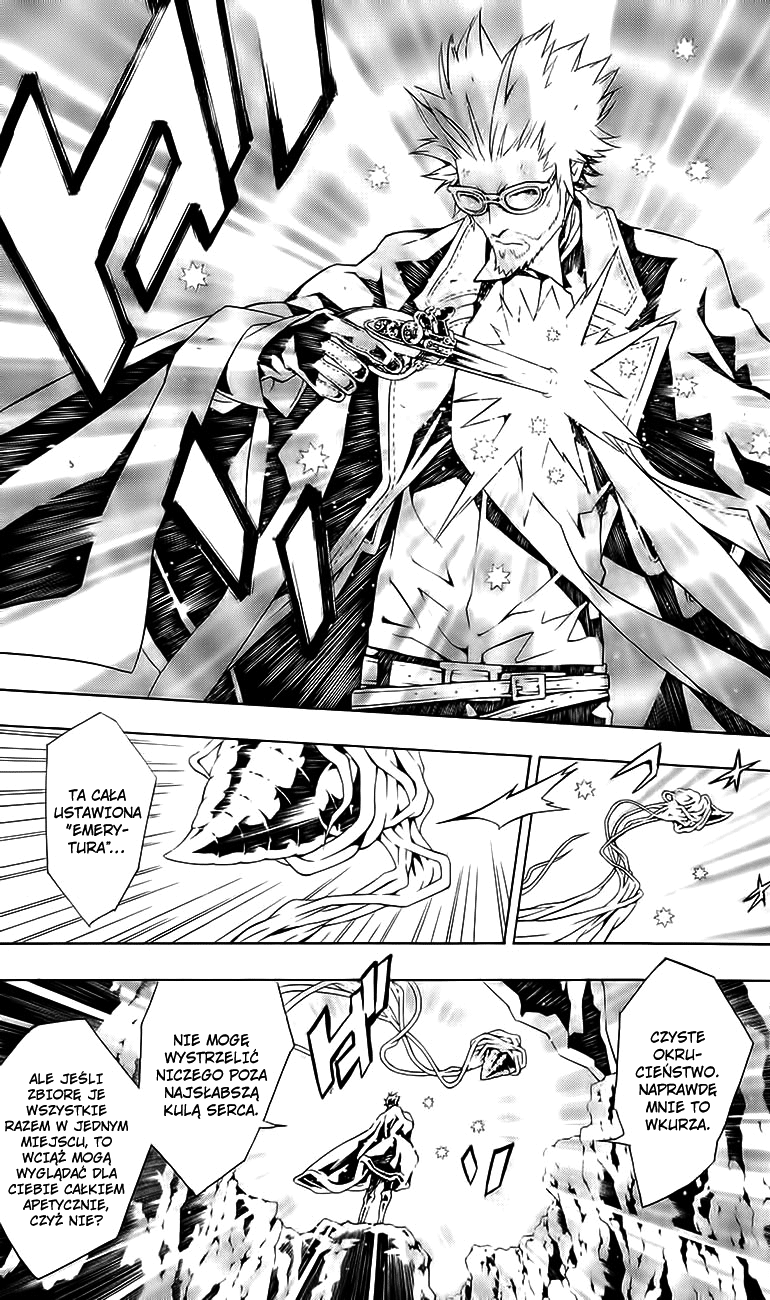 TA CAŁA
USTAWIONA
"EMERY-
TURA"...
CZYSTE
OKRU-
CIEŃSTWO.
NAPRAWDĘ
MNIE TO
WKURZA.
NIE MOGĘ
WYSTRZELIĆ
NICZEGO POZA
NAJSŁABSZĄ
KULĄ SERCA.
ALE JEŚLI
ZBIORĘ JE
WSZYSTKIE
RAZEM W JEDNYM
MIEJSCU, TO
WCIĄŻ MOGĄ
WYGLĄDAĆ DLA
CIEBIE CAŁKIEM
APETYCZNIE,
CZYŻ NIE?